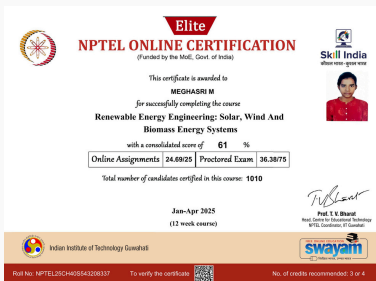 Elite
NPTEL ONLINE CERTIFICATION
(Funded by the MoE, Govt. of India)
Skill India
कौशल भारत - कुशल भारत
This certificate is awarded to
MEGHASRI M
for successfully completing the course
Renewable Energy Engineering: Solar, Wind And
Biomass Energy Systems
with a consolidated score of 61 %
Online Assignments 24.69/25 Proctored Exam 36.38/75
Total number of candidates certified in this course: 1010
Jan-Apr 2025
(12 week course)
Prof. T. V. Bharat
Head, Centre for Educational Technology
NPTEL Coordinator, IIT Guwahati
Indian Institute of Technology Guwahati
swayam
Roll No: NPTEL25CH40S543208337
To verify the certificate
No. of credits recommended: 3 or 4